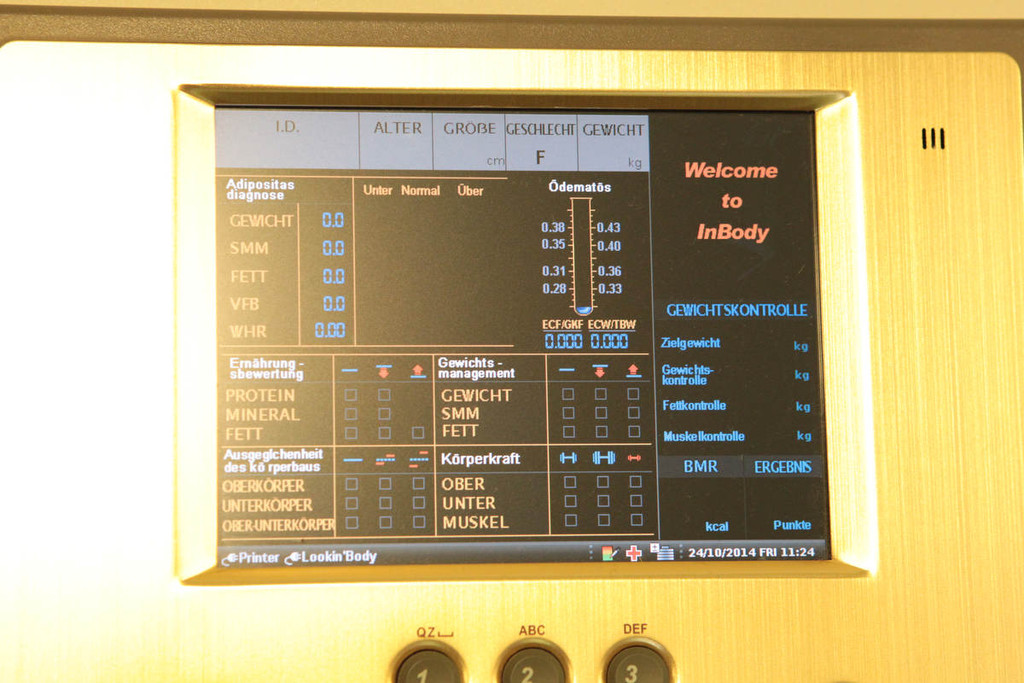 I.D. ALTER GRÖßE GESCHLECHT GEWICHT
cm F kg
Adipositas
diagnose
Unter Normal Über
GEWICHT 0.0
SMM 0.0
FETT 0.0
VFB 0.0
WHR 0.00
Ödematös
0.38 0.43
0.35 0.40
0.31 0.36
0.28 0.33
ECF/GKF ECW/TBW
0.000 0.000
Welcome
to
InBody
GEWICHTSKONTROLLE
Zielgewicht kg
Gewichts-
kontrolle kg
Fettkontrolle kg
Muskelkontrolle kg
BMR ERGEBNIS
kcal Punkte
Ernährung -
sbewertung
PROTEIN
MINERAL
FETT
Gewichts -
management
GEWICHT
SMM
FETT
Ausgeglchenheit
des kö rperbaus
OBERKÖRPER
UNTERKÖRPER
OBER-UNTERKÖRPER
Körperkraft
OBER
UNTER
MUSKEL
Printer Lookin'Body
24/10/2014 FRI 11:24
QZ ABC DEF
1 2 3